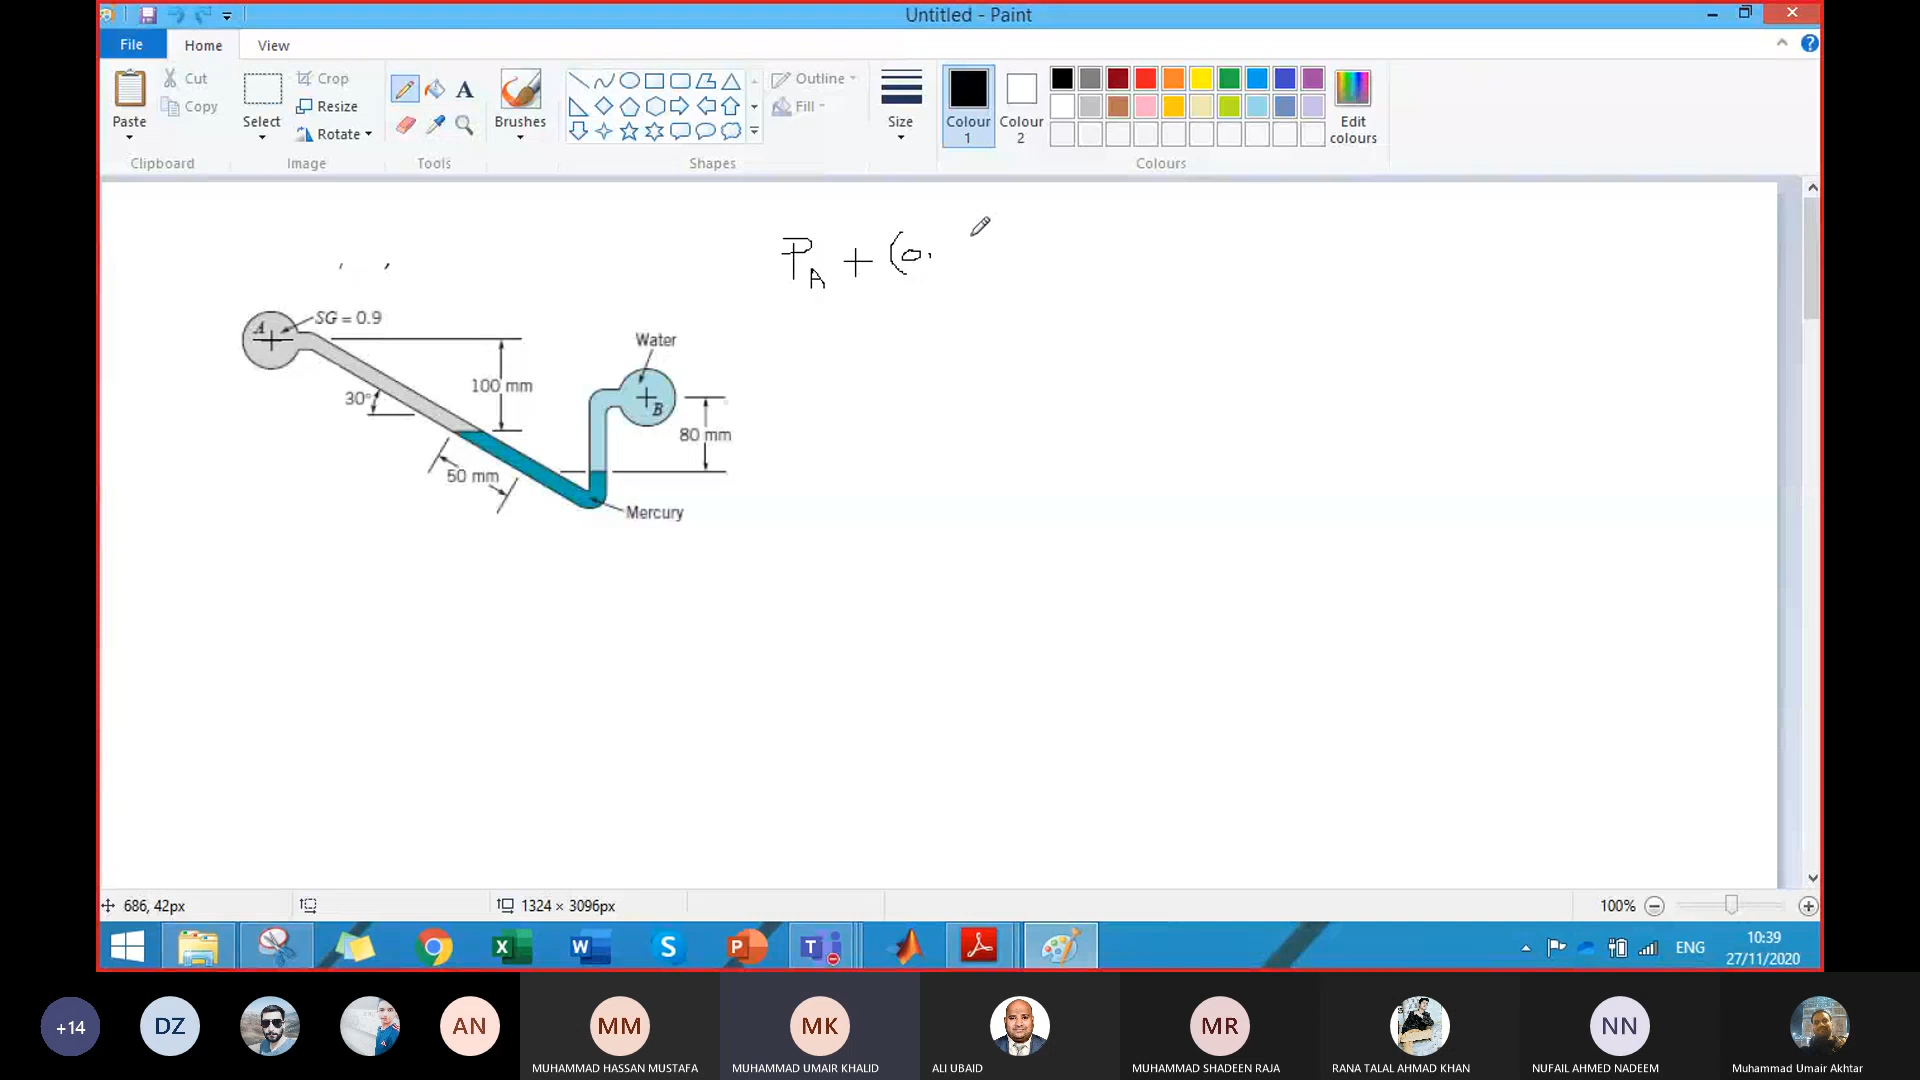 Untitled - Paint
File Home View
Paste Cut Copy
Clipboard
Select Crop Resize Rotate
Image
Tools
Brushes
Shapes
Outline Fill
Size
Colour 1
Colour 2
Edit colours
Colours
P_A + (0.
A SG = 0.9
Water
100 mm
30°
B
80 mm
50 mm
Mercury
686, 42px
1324 × 3096px
100%
ENG
10:39
27/11/2020
+14
DZ
AN
MM
MUHAMMAD HASSAN MUSTAFA
MK
MUHAMMAD UMAIR KHALID
ALI UBAID
MR
MUHAMMAD SHADEEN RAJA
RANA TALAL AHMAD KHAN
NN
NUFAIL AHMED NADEEM
Muhammad Umair Akhtar